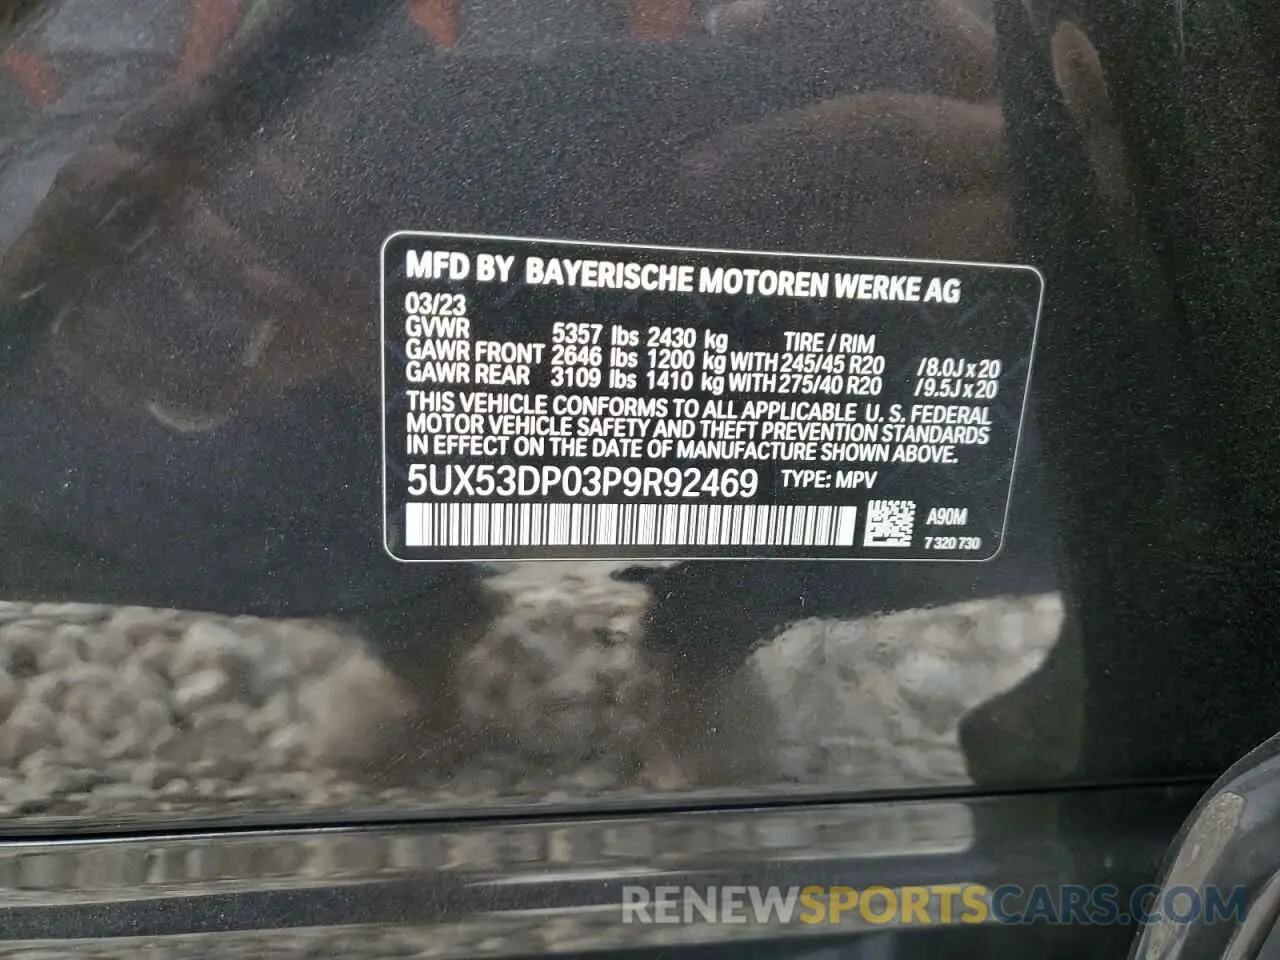 MFD BY BAYERISCHE MOTOREN WERKE AG
03/23
GVWR 5357 lbs 2430 kg TIRE / RIM
GAWR FRONT 2646 lbs 1200 kg WITH 245/45 R20 /8.0J x 20
GAWR REAR 3109 lbs 1410 kg WITH 275/40 R20 /9.5J x 20
THIS VEHICLE CONFORMS TO ALL APPLICABLE U. S. FEDERAL
MOTOR VEHICLE SAFETY AND THEFT PREVENTION STANDARDS
IN EFFECT ON THE DATE OF MANUFACTURE SHOWN ABOVE.
5UX53DP03P9R92469 TYPE: MPV
A90M
7 320 730
RENEWSPORTSCARS.COM